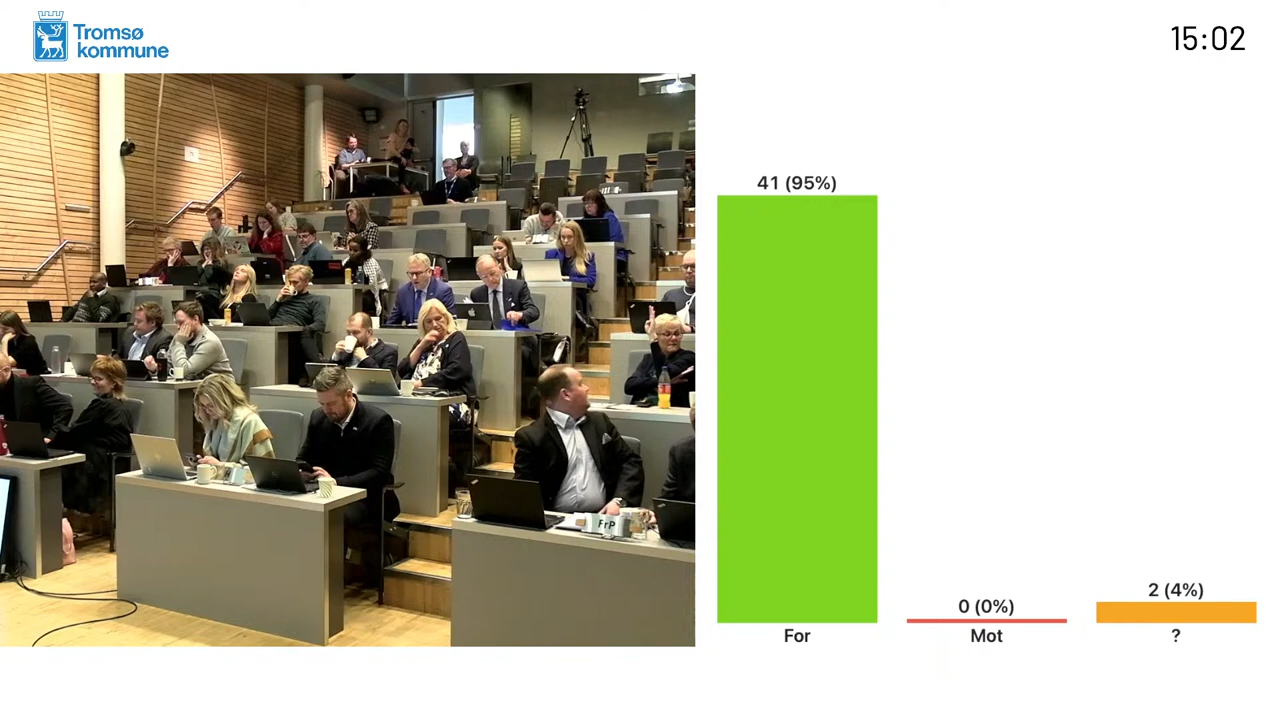 Tromsø
kommune
15:02
41 (95%)
0 (0%)
2 (4%)
For
Mot
?
FrP